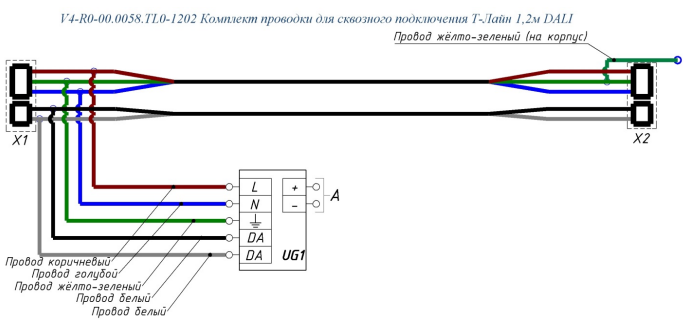 V4-R0-00.0058.TL0-1202 Комплект проводки для сквозного подключения Т-Лайн 1,2м DALI
Провод жёлто-зеленый (на корпус)
X1
X2
L
+
A
N
-
DA
DA
UG1
Провод коричневый
Провод голубой
Провод жёлто-зеленый
Провод белый
Провод белый